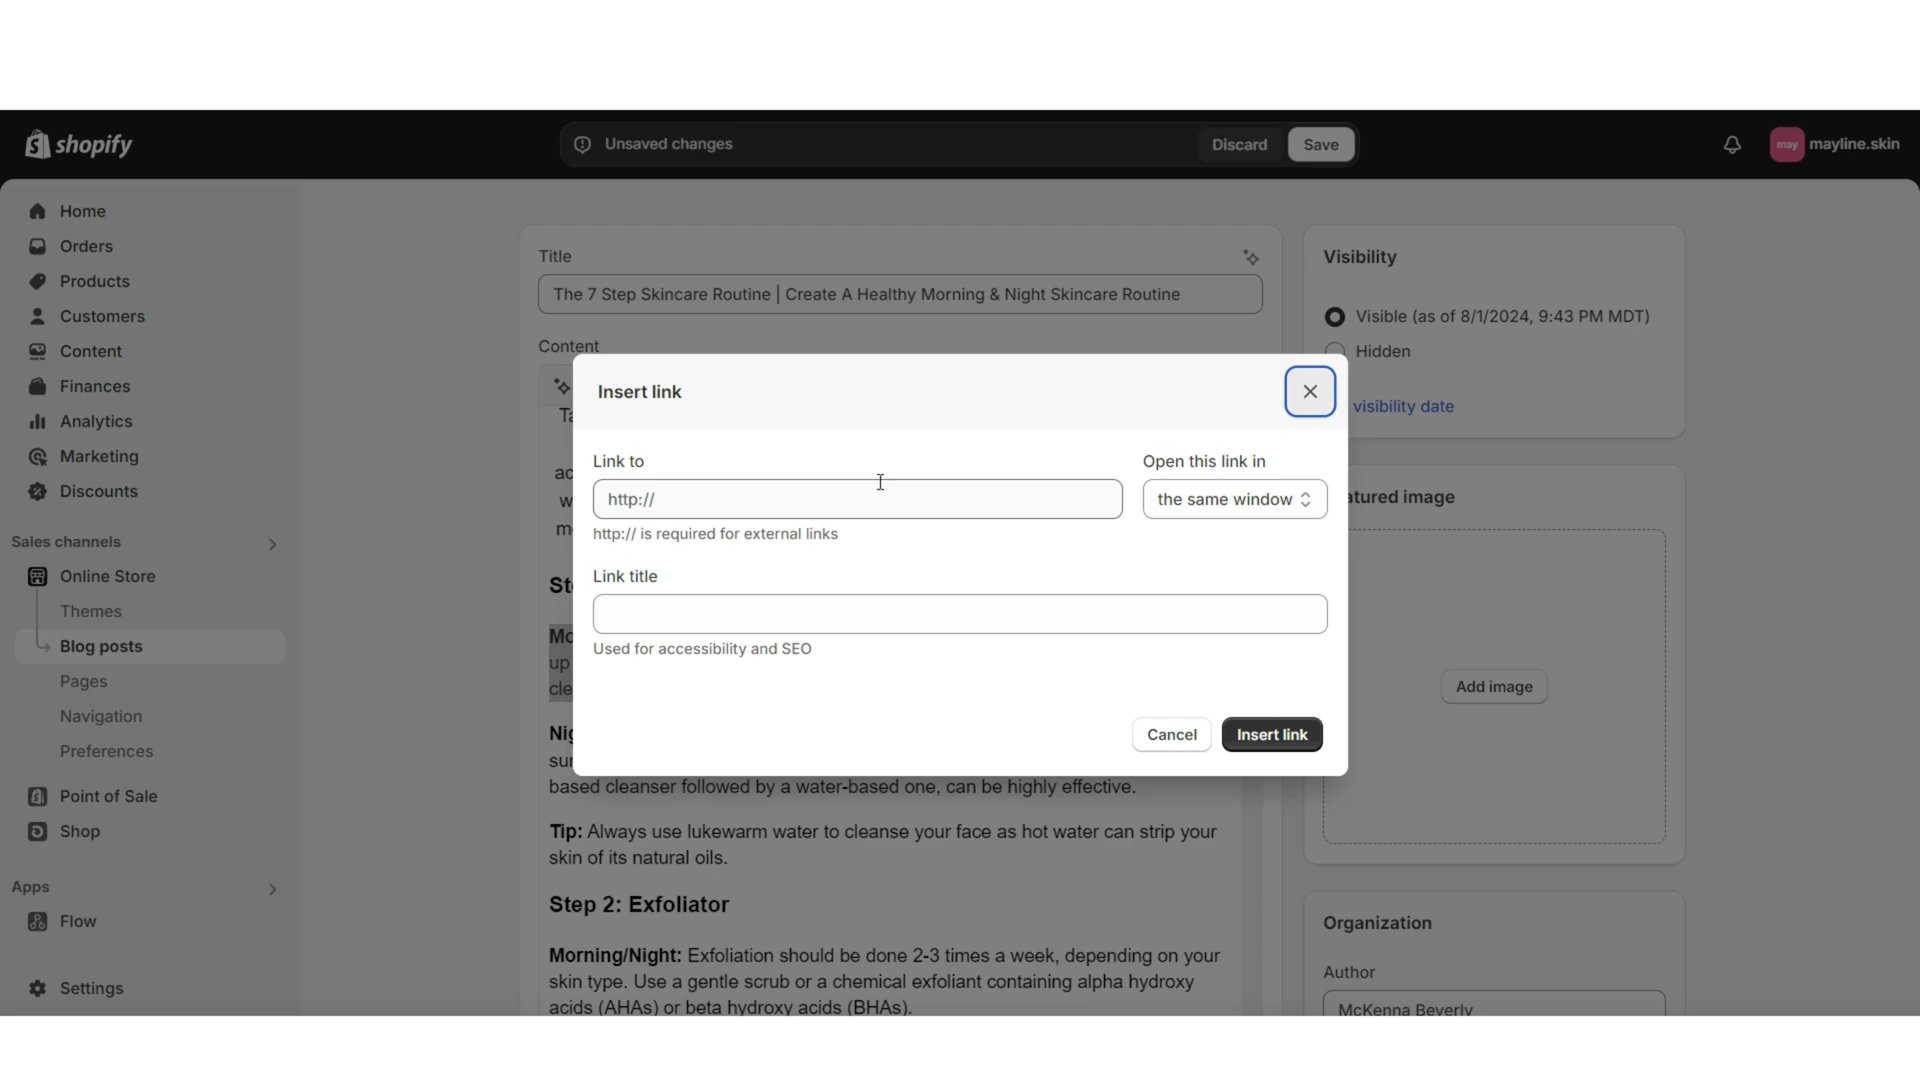 shopify
Unsaved changes
Discard
Save
may
mayline.skin
Home
Orders
Products
Customers
Content
Finances
Analytics
Marketing
Discounts
Sales channels
Online Store
Themes
Blog posts
Pages
Navigation
Preferences
Point of Sale
Shop
Apps
Flow
Settings
Title
The 7 Step Skincare Routine | Create A Healthy Morning & Night Skincare Routine
Content
Insert link
Link to
http://
http:// is required for external links
Open this link in
the same window
Link title
Used for accessibility and SEO
Cancel
Insert link
up
based cleanser followed by a water-based one, can be highly effective.
Tip: Always use lukewarm water to cleanse your face as hot water can strip your
skin of its natural oils.
Step 2: Exfoliator
Morning/Night: Exfoliation should be done 2-3 times a week, depending on your
skin type. Use a gentle scrub or a chemical exfoliant containing alpha hydroxy
acids (AHAs) or beta hydroxy acids (BHAs).
Visibility
Visible (as of 8/1/2024, 9:43 PM MDT)
Hidden
visibility date
image
Add image
Organization
Author
McKenna Beverly